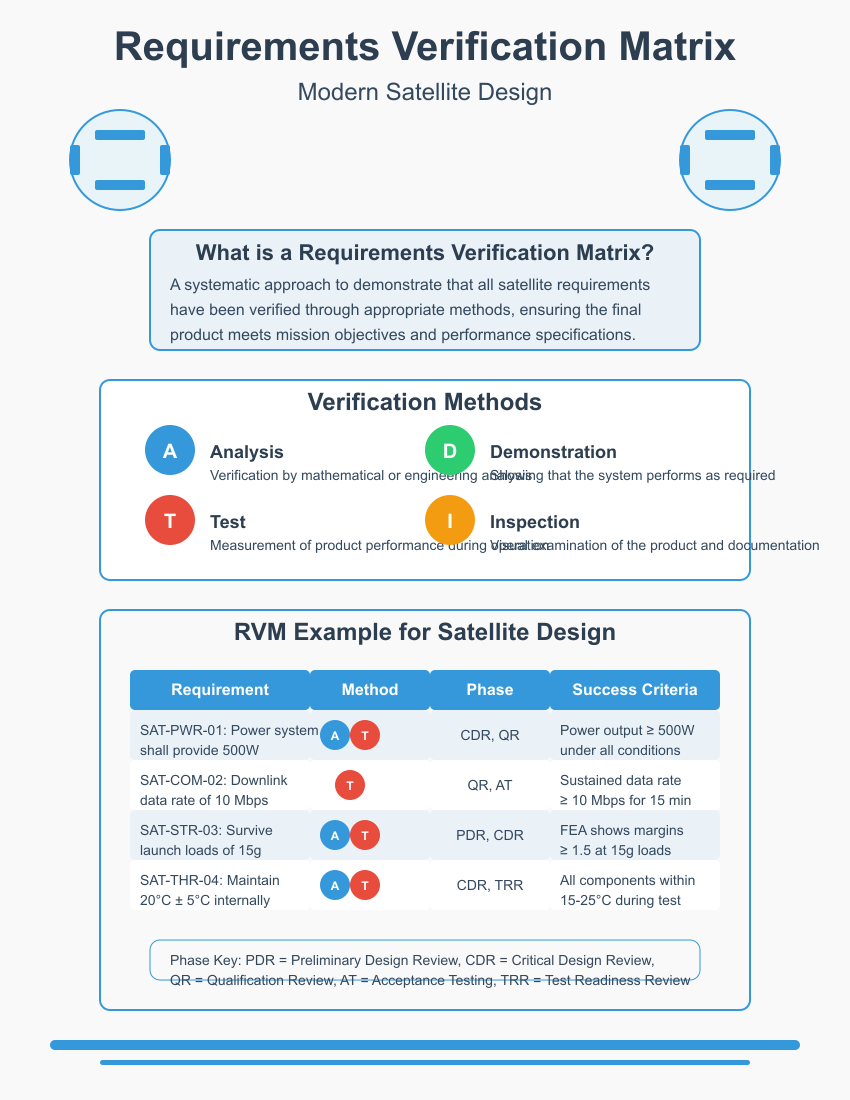 Requirements Verification Matrix
Modern Satellite Design
What is a Requirements Verification Matrix?
A systematic approach to demonstrate that all satellite requirements
have been verified through appropriate methods, ensuring the final
product meets mission objectives and performance specifications.
Verification Methods
A
Analysis
Verification by mathematical or engineering analysis
D
Demonstration
Showing that the system performs as required
T
Test
Measurement of product performance during operation
I
Inspection
Visual examination of the product and documentation
RVM Example for Satellite Design
Requirement Method Phase Success Criteria
SAT-PWR-01: Power system
shall provide 500W
A T
CDR, QR
Power output ≥ 500W
under all conditions
SAT-COM-02: Downlink
data rate of 10 Mbps
T
QR, AT
Sustained data rate
≥ 10 Mbps for 15 min
SAT-STR-03: Survive
launch loads of 15g
A T
PDR, CDR
FEA shows margins
≥ 1.5 at 15g loads
SAT-THR-04: Maintain
20°C ± 5°C internally
A T
CDR, TRR
All components within
15-25°C during test
Phase Key: PDR = Preliminary Design Review, CDR = Critical Design Review,
QR = Qualification Review, AT = Acceptance Testing, TRR = Test Readiness Review